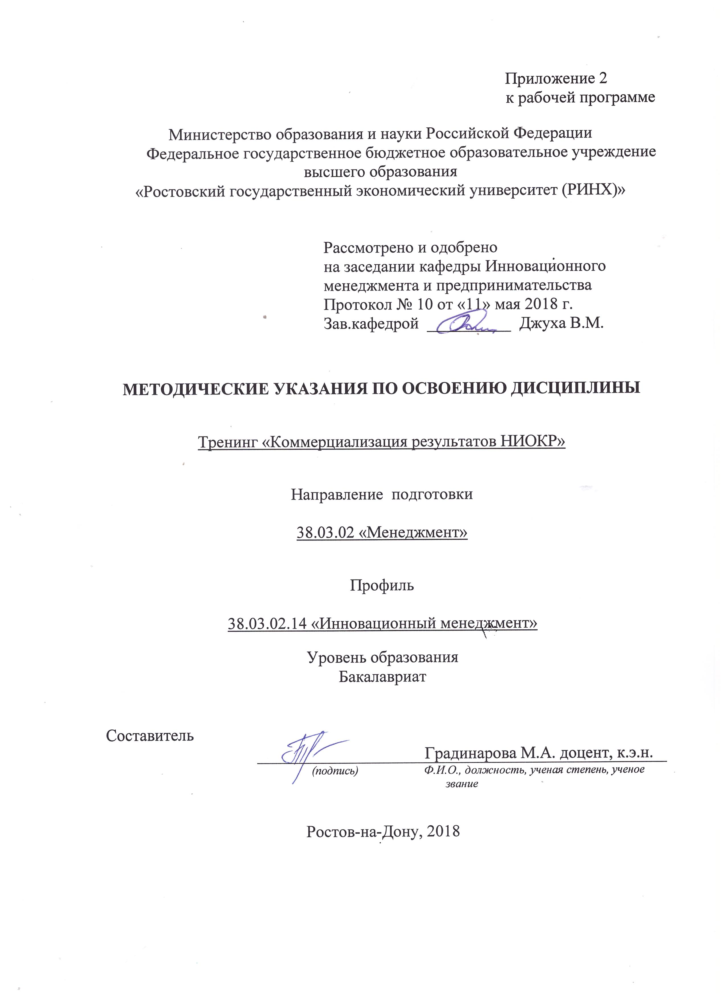 Приложение 2
к рабочей программе
Министерство образования и науки Российской Федерации
Федеральное государственное бюджетное образовательное учреждение
высшего образования
«Ростовский государственный экономический университет (РИНХ)»
Рассмотрено и одобрено
на заседании кафедры Инновационного
менеджмента и предпринимательства
Протокол № 10 от «11» мая 2018 г.
Зав.кафедрой __________ Джуха В.М.
МЕТОДИЧЕСКИЕ УКАЗАНИЯ ПО ОСВОЕНИЮ ДИСЦИПЛИНЫ
Тренинг «Коммерциализация результатов НИОКР»
Направление подготовки
38.03.02 «Менеджмент»
Профиль
38.03.02.14 «Инновационный менеджмент»
Уровень образования
Бакалавриат
Составитель
Градинарова М.А. доцент, к.э.н.
(подпись) Ф.И.О., должность, ученая степень, ученое
звание
Ростов-на-Дону, 2018